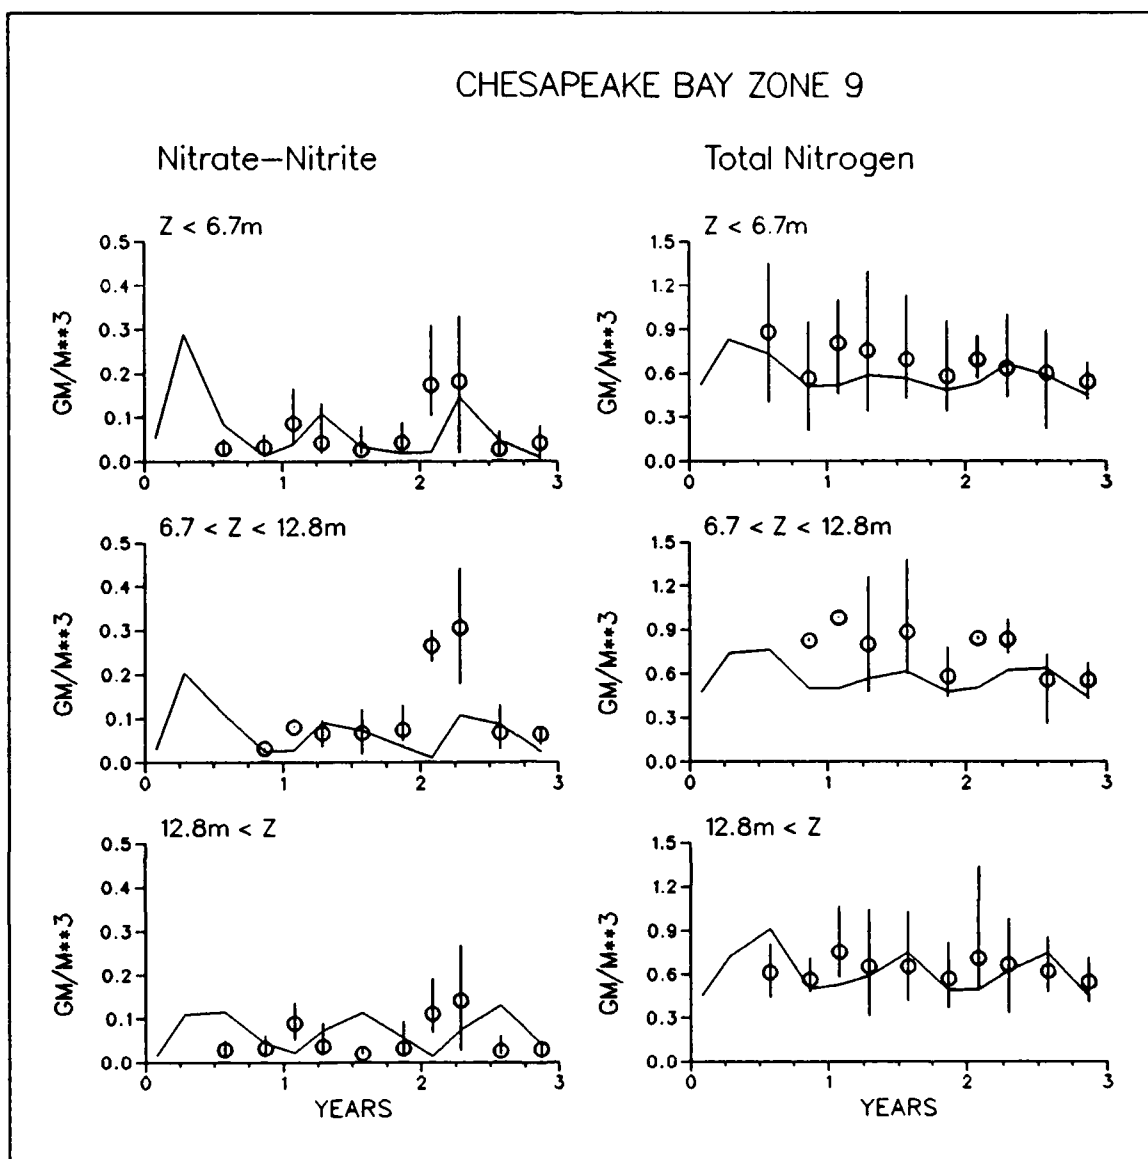 CHESAPEAKE BAY ZONE 9
Nitrate-Nitrite
Total Nitrogen
Z < 6.7m
GM/M**3
0.5
0.4
0.3
0.2
0.1
0.0
0 1 2 3
Z < 6.7m
GM/M**3
1.5
1.2
0.9
0.6
0.3
0.0
0 1 2 3
6.7 < Z < 12.8m
GM/M**3
0.5
0.4
0.3
0.2
0.1
0.0
0 1 2 3
6.7 < Z < 12.8m
GM/M**3
1.5
1.2
0.9
0.6
0.3
0.0
0 1 2 3
12.8m < Z
GM/M**3
0.5
0.4
0.3
0.2
0.1
0.0
0 1 2 3
YEARS
12.8m < Z
GM/M**3
1.5
1.2
0.9
0.6
0.3
0.0
0 1 2 3
YEARS